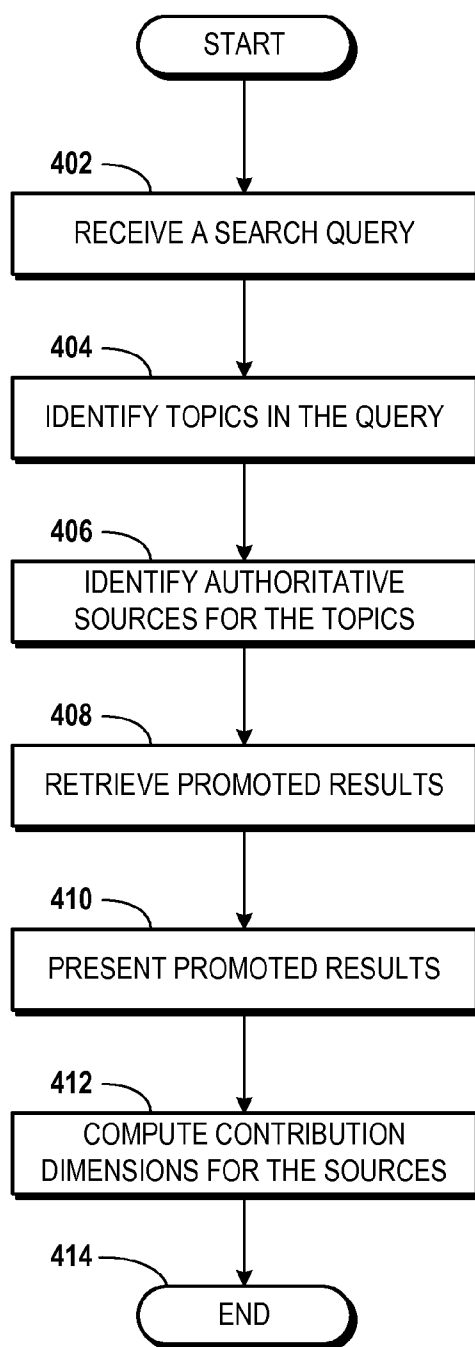 START
402
RECEIVE A SEARCH QUERY
404
IDENTIFY TOPICS IN THE QUERY
406
IDENTIFY AUTHORITATIVE
SOURCES FOR THE TOPICS
408
RETRIEVE PROMOTED RESULTS
410
PRESENT PROMOTED RESULTS
412
COMPUTE CONTRIBUTION
DIMENSIONS FOR THE SOURCES
414
END